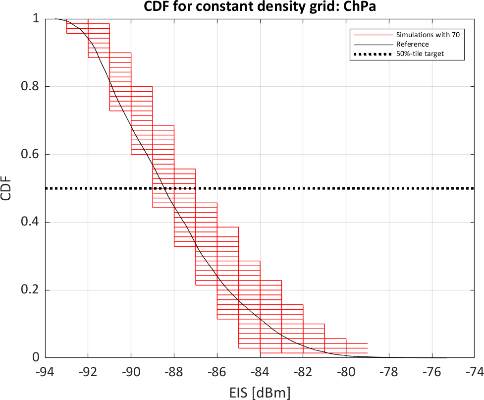 CDF for constant density grid: ChPa
Simulations with 70
Reference
50%-tile target
1
0.8
0.6
0.4
0.2
0
CDF
-94 -92 -90 -88 -86 -84 -82 -80 -78 -76 -74
EIS [dBm]